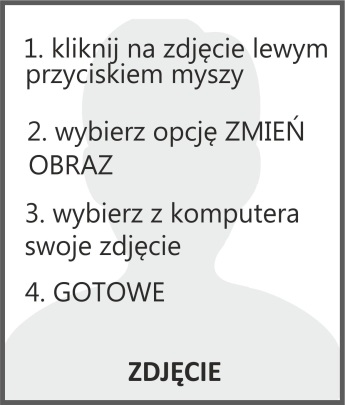 1. kliknij na zdjęcie lewym
przyciskiem myszy
2. wybierz opcję ZMIEŃ
OBRAZ
3. wybierz z komputera
swoje zdjęcie
4. GOTOWE
ZDJĘCIE